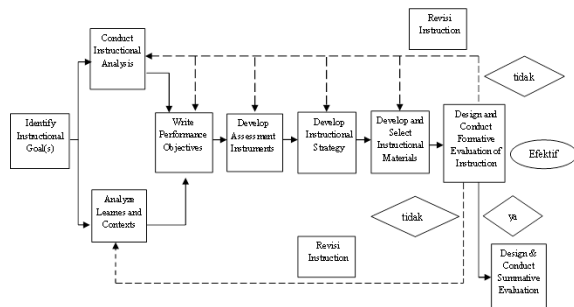 Revisi
Instruction
Conduct
Instructional
Analysis
tidak
Identify
Instructional
Goal(s)
Write
Performance
Objectives
Develop
Assessment
Instruments
Develop
Instructional
Strategy
Develop and
Select
Instructional
Materials
Design and
Conduct
Formative
Evaluation of
Instruction
Efektif
Analyze
Learnes and
Contexts
tidak
ya
Revisi
Instruction
Design &
Conduct
Summative
Evaluation